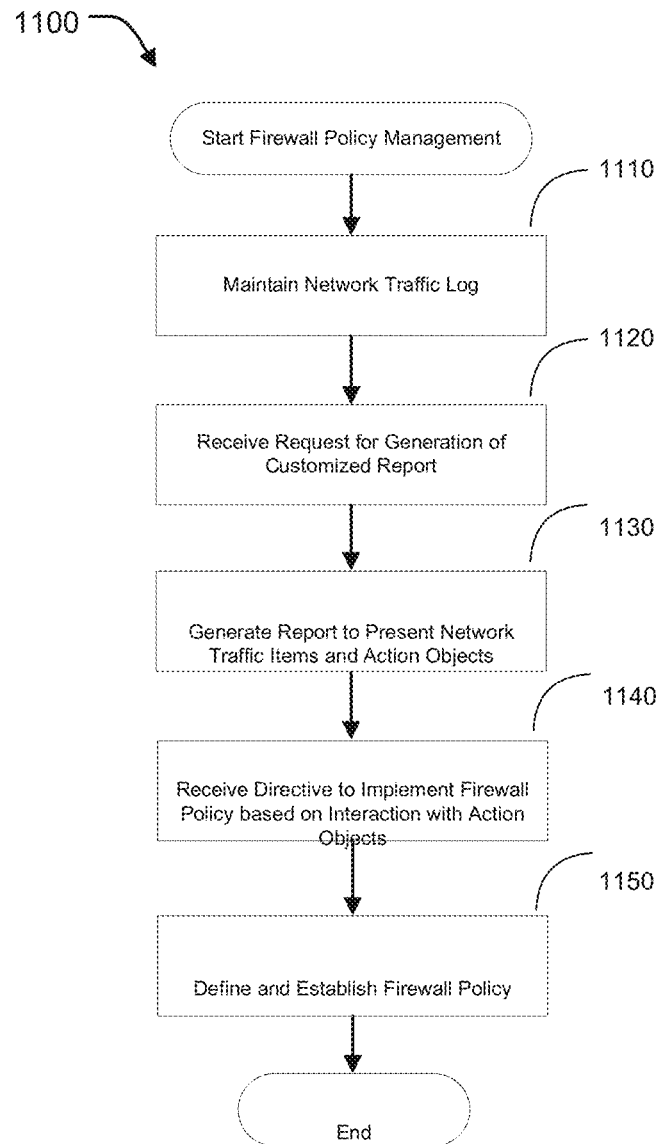 1100
Start Firewall Policy Management
1110
Maintain Network Traffic Log
1120
Receive Request for Generation of
Customized Report
1130
Generate Report to Present Network
Traffic Items and Action Objects
1140
Receive Directive to Implement Firewall
Policy based on Interaction with Action
Objects
1150
Define and Establish Firewall Policy
End